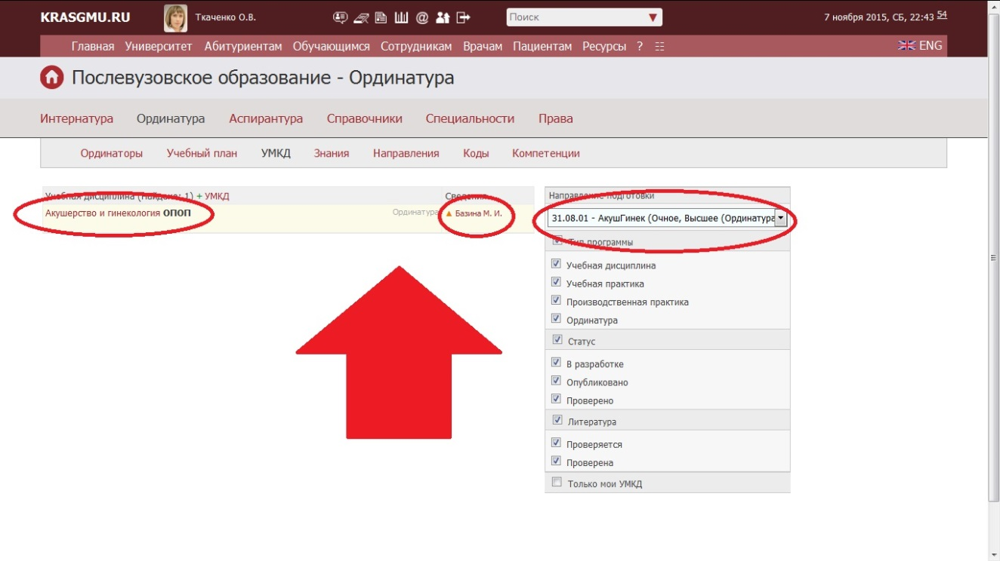 KRASGMU.RU Ткаченко О.В. Поиск 7 ноября 2015, СБ, 22:43 54
Главная Университет Абитуриентам Обучающимся Сотрудникам Врачам Пациентам Ресурсы ? ENG
Послевузовское образование - Ординатура
Интернатура Ординатура Аспирантура Справочники Специальности Права
Ординаторы Учебный план УМКД Знания Направления Коды Компетенции
Учебная дисциплина (Найдено: 1) + УМКД Сведения
Акушерство и гинекология ОПОП Ординатура Базина М. И.
Направление подготовки
31.08.01 - АкушГинек (Очное, Высшее (Ординатура
Тип программы
Учебная дисциплина
Учебная практика
Производственная практика
Ординатура
Статус
В разработке
Опубликовано
Проверено
Литература
Проверяется
Проверена
Только мои УМКД